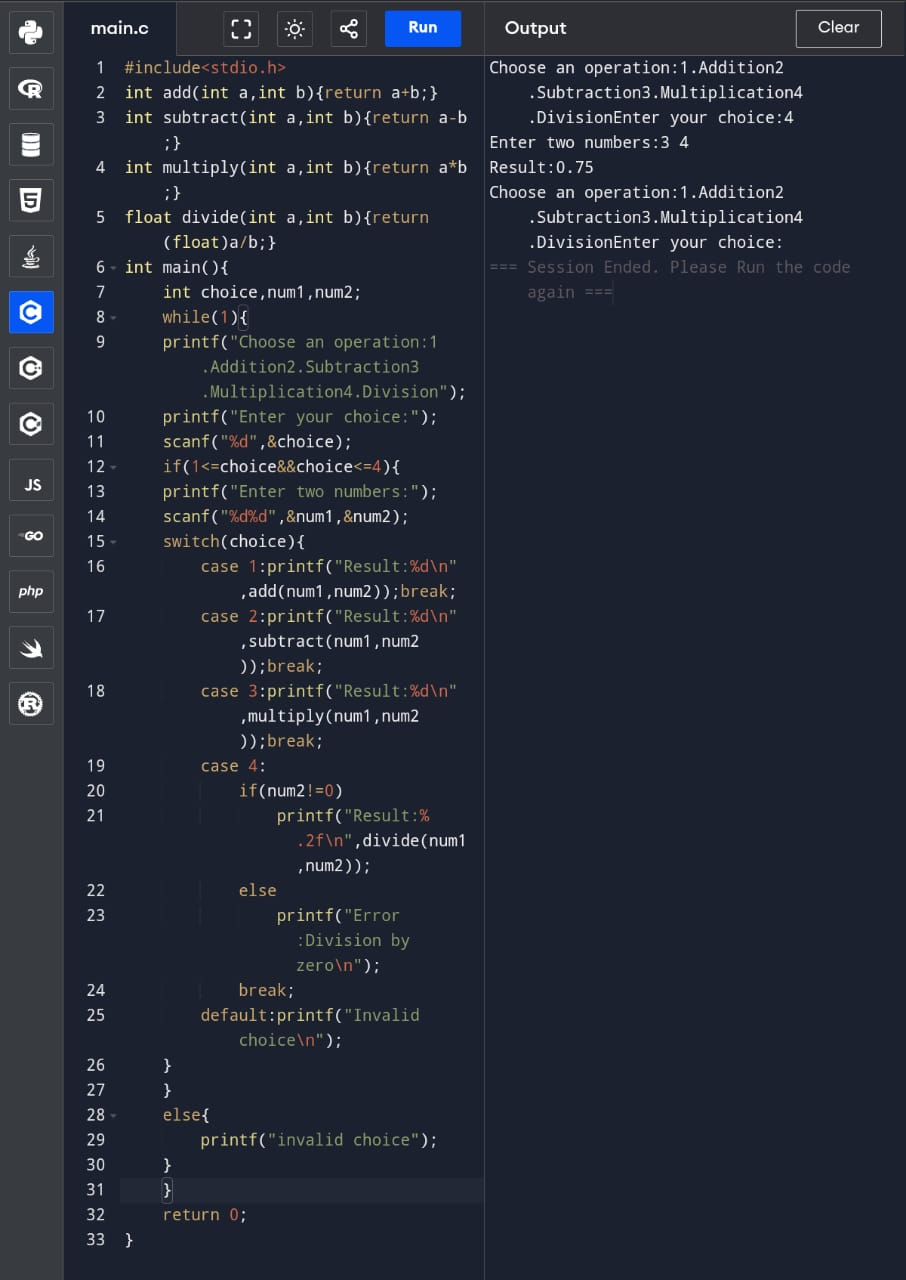 main.c
Run
Output
Clear
1 #include<stdio.h>
2 int add(int a,int b){return a+b;}
3 int subtract(int a,int b){return a-b
;}
4 int multiply(int a,int b){return a*b
;}
5 float divide(int a,int b){return
(float)a/b;}
6 int main(){
7 int choice,num1,num2;
8 while(1){
9 printf("Choose an operation:1
.Addition2.Subtraction3
.Multiplication4.Division");
10 printf("Enter your choice:");
11 scanf("%d",&choice);
12 if(1<=choice&&choice<=4){
13 printf("Enter two numbers:");
14 scanf("%d%d",&num1,&num2);
15 switch(choice){
16 case 1:printf("Result:%d\n"
,add(num1,num2));break;
17 case 2:printf("Result:%d\n"
,subtract(num1,num2
));break;
18 case 3:printf("Result:%d\n"
,multiply(num1,num2
));break;
19 case 4:
20 if(num2!=0)
21 printf("Result:%
.2f\n",divide(num1
,num2));
22 else
23 printf("Error
:Division by
zero\n");
24 break;
25 default:printf("Invalid
choice\n");
26 }
27 }
28 else{
29 printf("invalid choice");
30 }
31 }
32 return 0;
33 }
Choose an operation:1.Addition2
.Subtraction3.Multiplication4
.DivisionEnter your choice:4
Enter two numbers:3 4
Result:0.75
Choose an operation:1.Addition2
.Subtraction3.Multiplication4
.DivisionEnter your choice:
=== Session Ended. Please Run the code
again ===
R
5
C
C
C
JS
GO
php
R